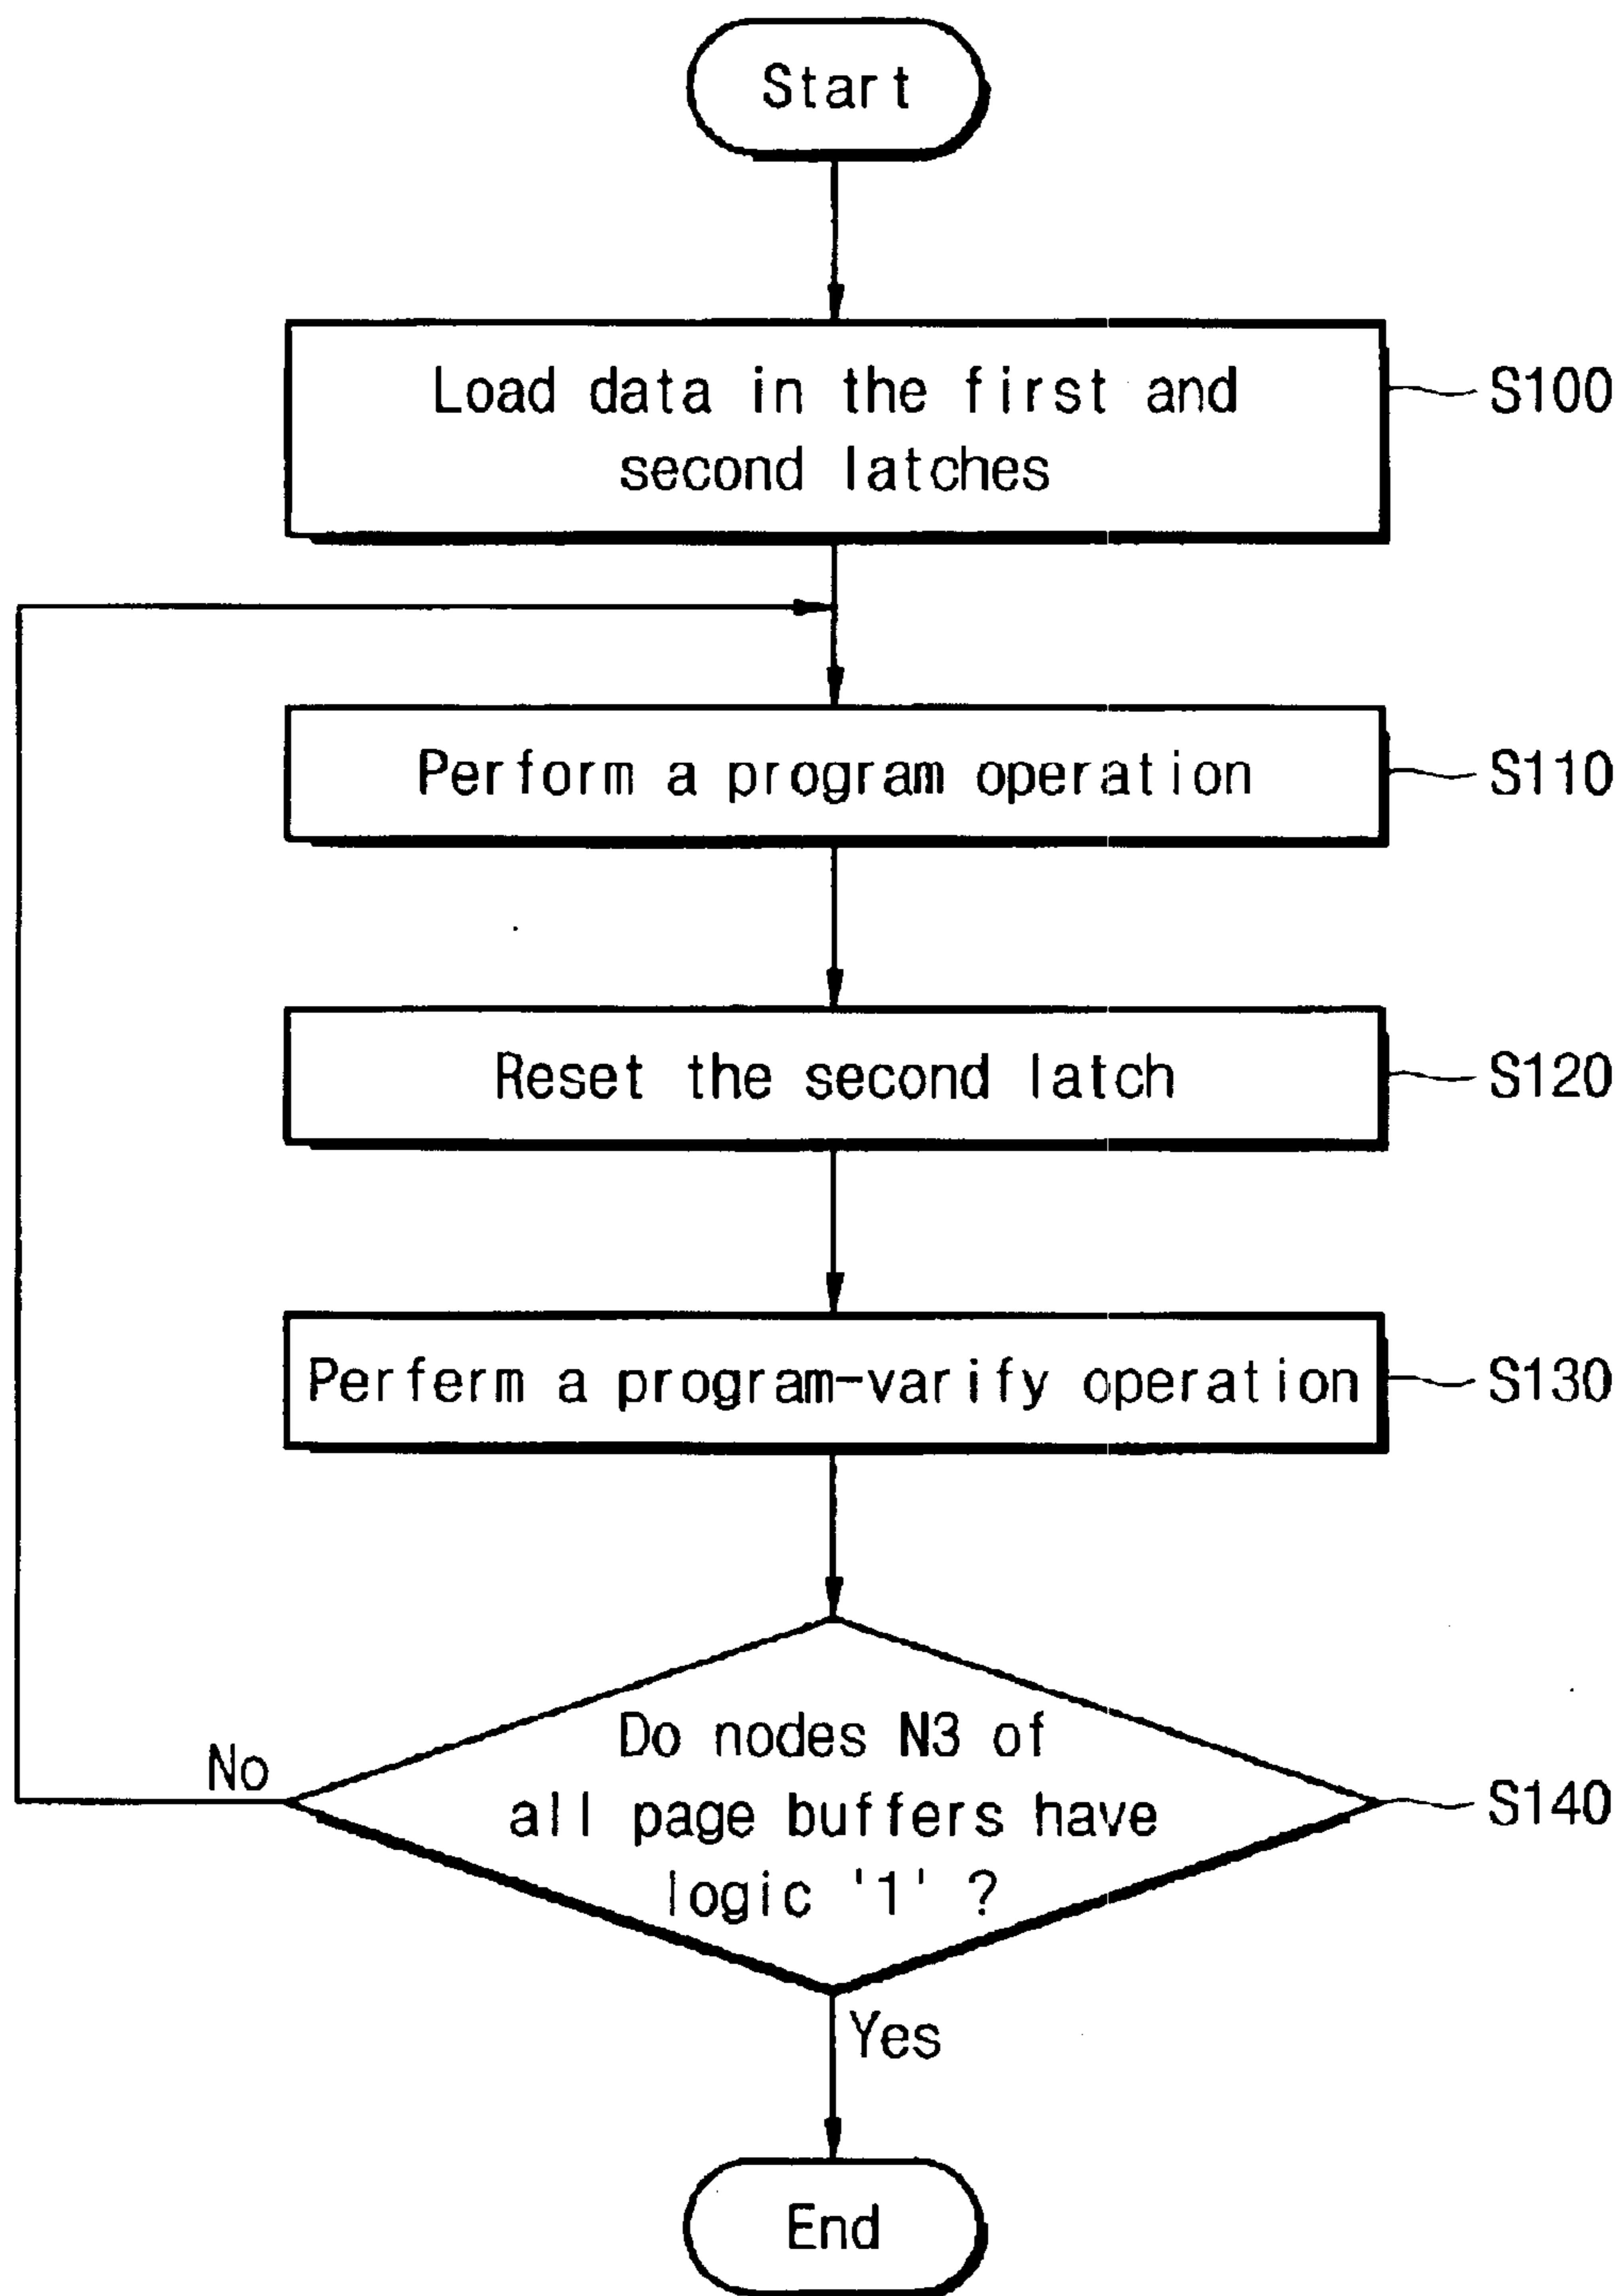 Start
Load data in the first and
second latches
S100
Perform a program operation
S110
Reset the second latch
S120
Perferm a program-varify operation
S130
Do nodes N3 of
all page buffers have
logic '1' ?
S140
No
Yes
End